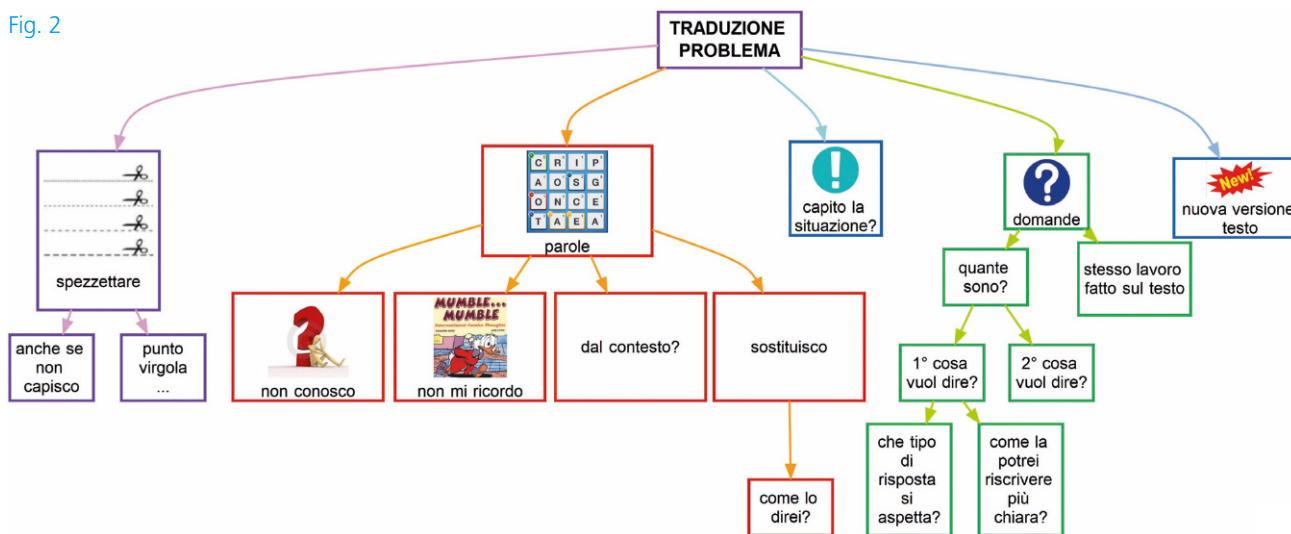 Fig. 2
TRADUZIONE
PROBLEMA
spezzettare
anche se
non
capisco
punto
virgola
...
C R I P
A O S G
O N C E
T A E A
parole
?
non conosco
MUMBLE...
MUMBLE
non mi ricordo
dal contesto?
sostituisco
come lo
direi?
!
capito la
situazione?
?
domande
quante
sono?
1° cosa
vuol dire?
che tipo
di
risposta
si
aspetta?
come la
potrei
riscrivere
più
chiara?
2° cosa
vuol dire?
stesso lavoro
fatto sul testo
New!
nuova versione
testo